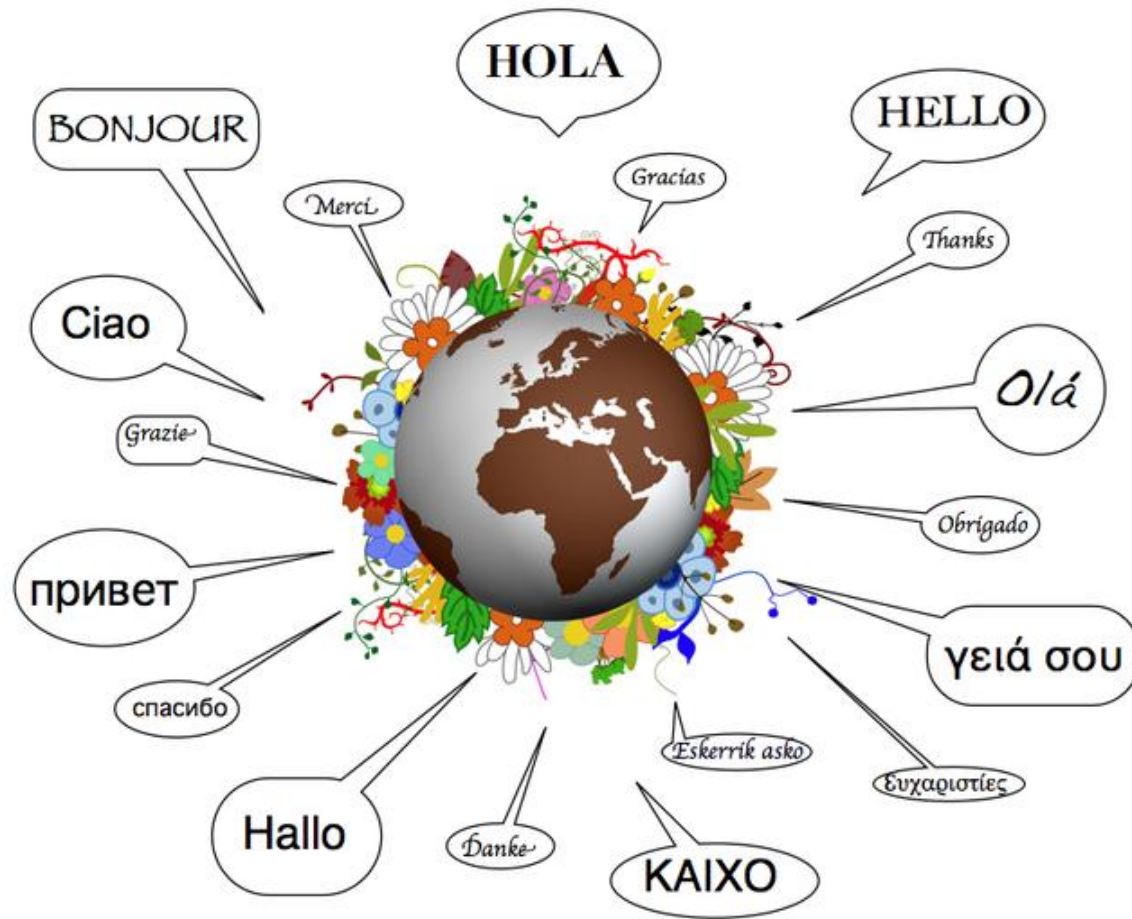 HOLA
HELLO
BONJOUR
Gracias
Merci
Thanks
Ciao
Olá
Grazie
Obrigado
привет
γειά σου
спасибо
Eskerrik asko
ευχαριστίες
Hallo
Danke
KAIXO